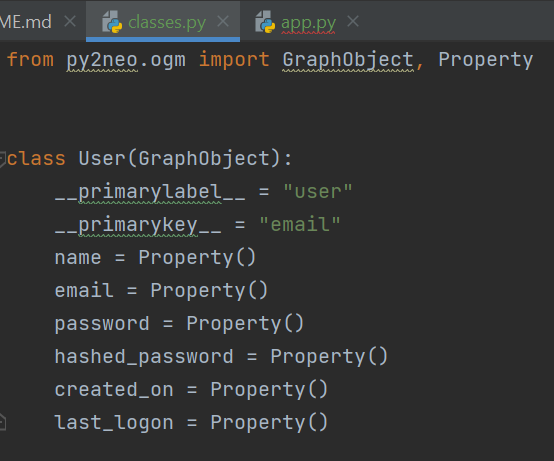 ME.md classes.py app.py
from py2neo.ogm import GraphObject, Property
class User(GraphObject):
    __primarylabel__ = "user"
    __primarykey__ = "email"
    name = Property()
    email = Property()
    password = Property()
    hashed_password = Property()
    created_on = Property()
    last_logon = Property()